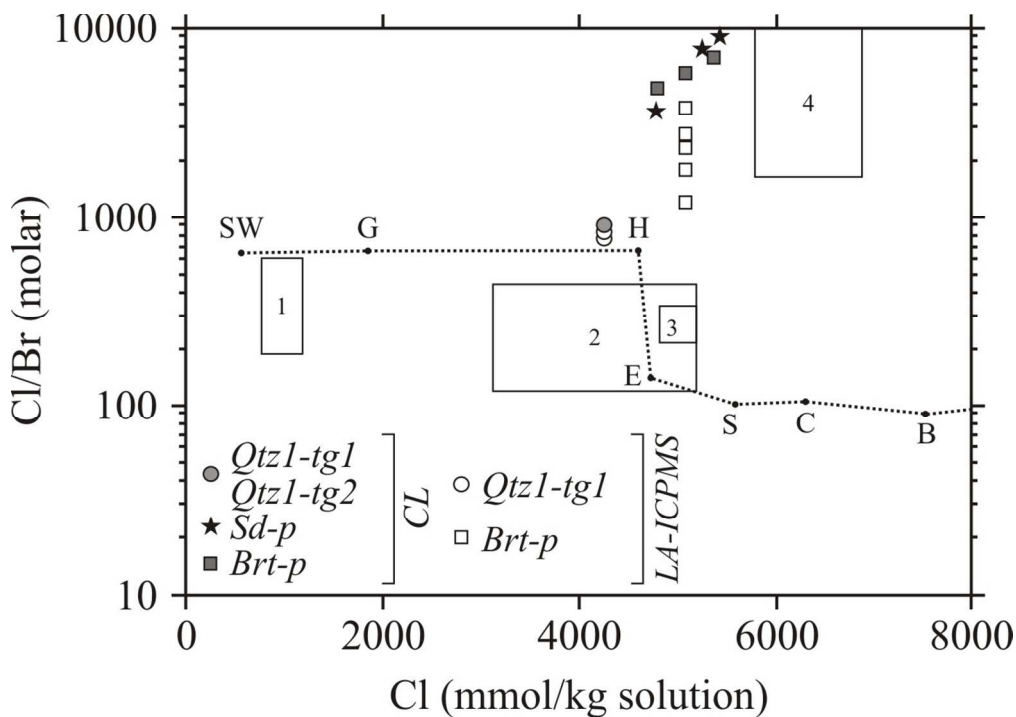 10000
1000
100
10
Cl/Br (molar)
SW
G
H
E
S
C
B
1
2
3
4
Qtz1-tg1
Qtz1-tg2
Sd-p
Brt-p
CL
Qtz1-tg1
Brt-p
LA-ICPMS
0 2000 4000 6000 8000
Cl (mmol/kg solution)